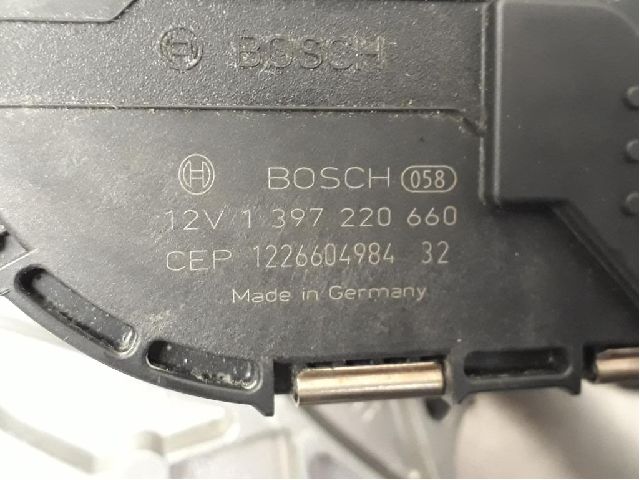 BOSCH
BOSCH 058
12V 1 397 220 660
CEP 1226604984 32
Made in Germany